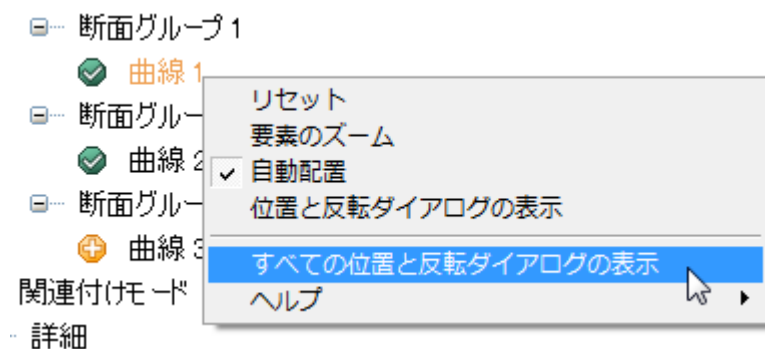 断面グループ 1
曲線 1
リセット
断面グルー
要素のズーム
曲線 2
自動配置
断面グルー
位置と反転ダイアログの表示
曲線 3
すべての位置と反転ダイアログの表示
関連付けモード
ヘルプ
詳細